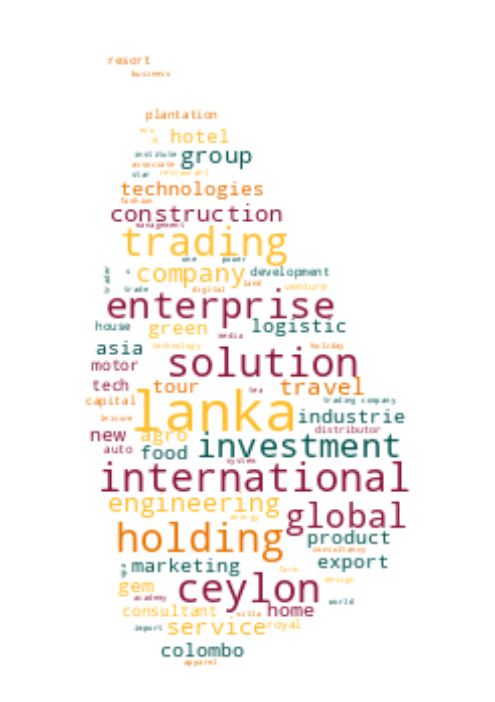 resort
business
plantation
hotel
institute group
associate
star restaurant
technologies
fashion
construction
management
trading
one power
company development
trade digital land venture
enterprise
house green logistic
media
asia technology holiday
solution
motor
tech tour tea travel
capital trading company
lanka
leisure industrie
new agro distributor
auto food investment
system
international
engineering
global
energy
holding product
consultancy
marketing export
farm
gem ceylon design
academy world
consultant villa home
import service royal
colombo
apparel